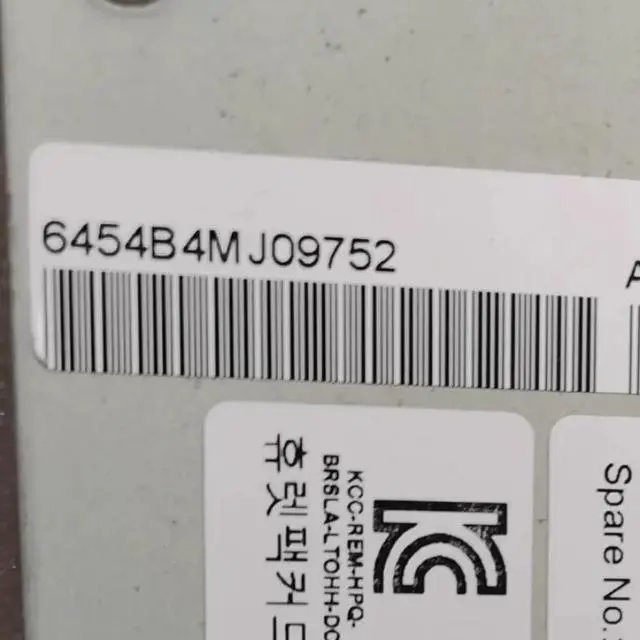 6454B4MJ09752
A
KCC-REM-HPQ-
BRSLA-LTOHH-DC
휴렛팩커드
Spare No.